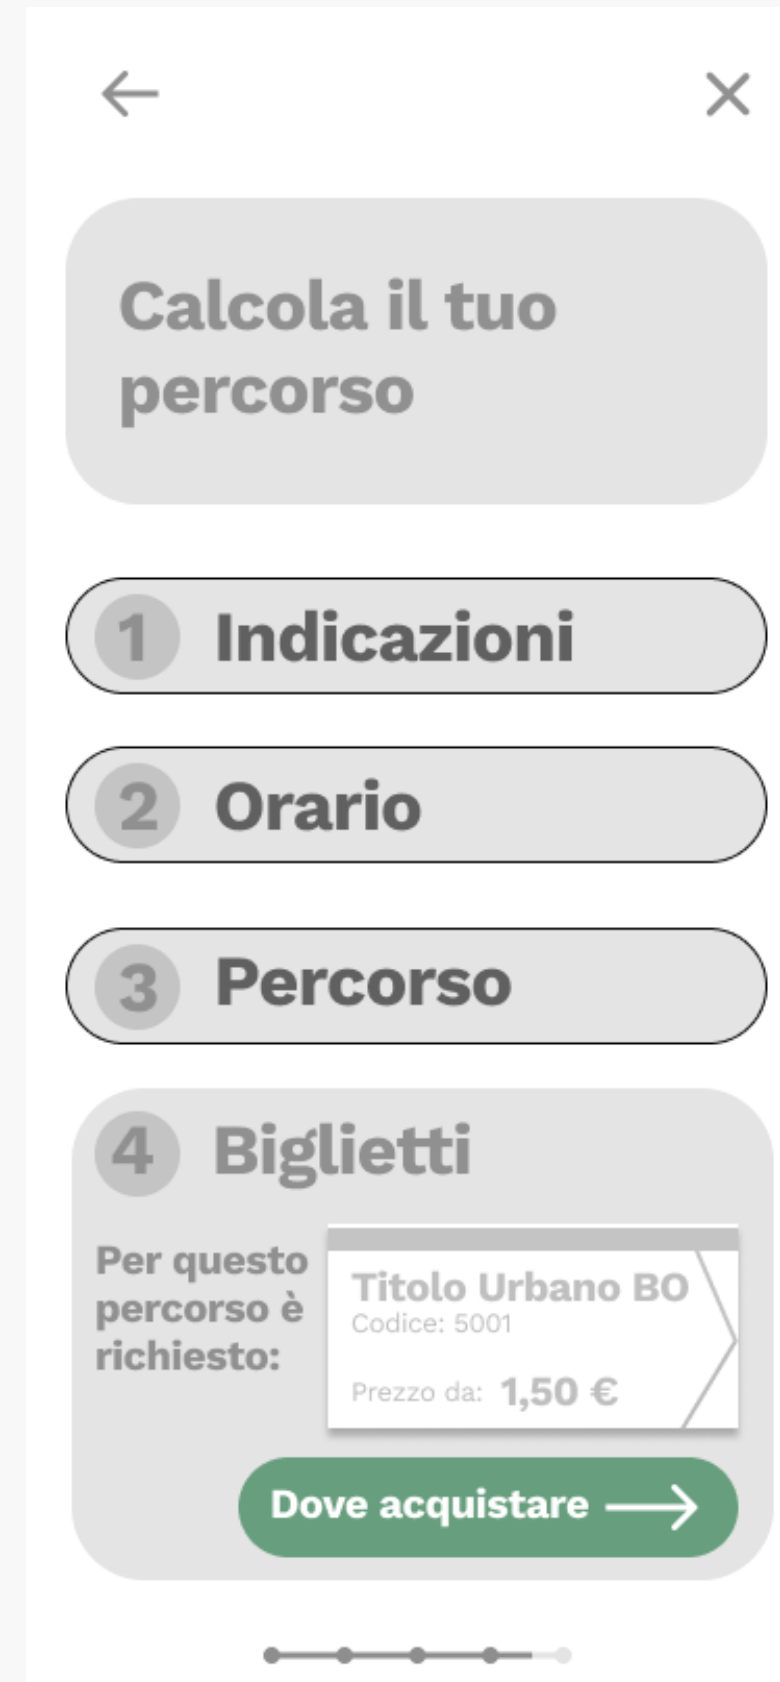 Calcola il tuo
percorso
1 Indicazioni
2 Orario
3 Percorso
4 Biglietti
Per questo
percorso è
richiesto:
Titolo Urbano BO
Codice: 5001
Prezzo da: 1,50 €
Dove acquistare